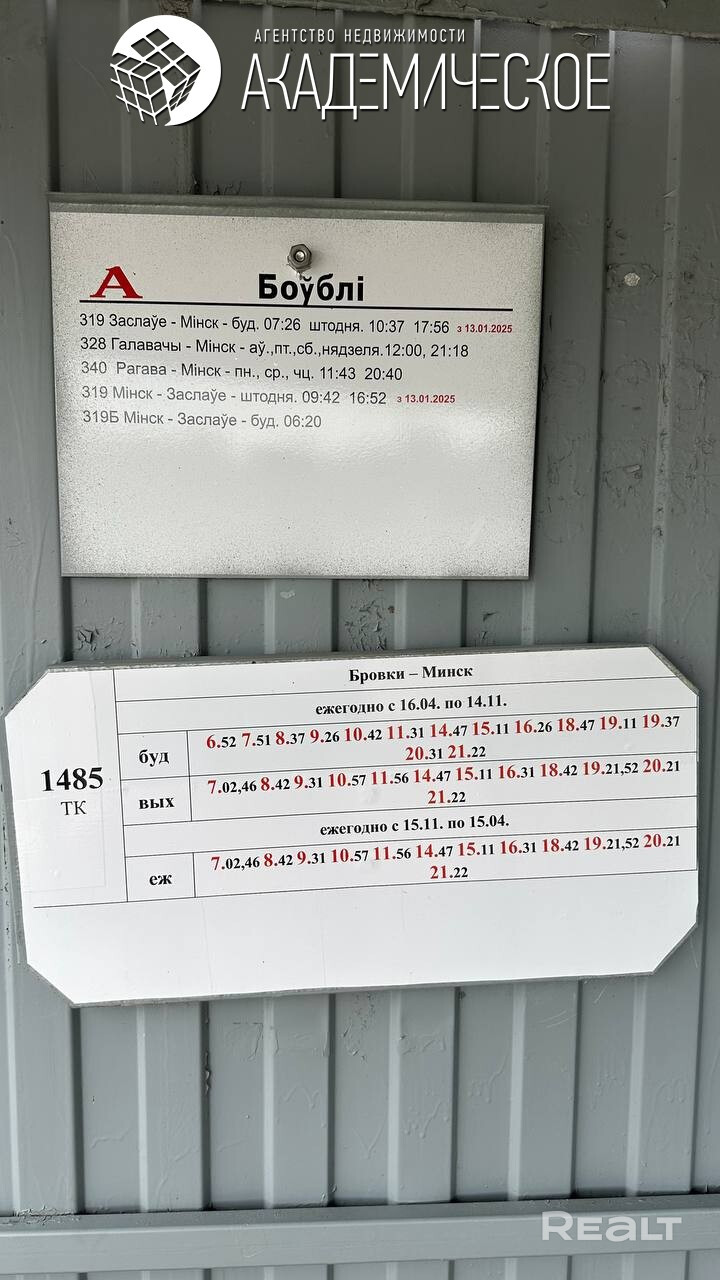 АГЕНТСТВО НЕДВИЖИМОСТИ
АКАДЕМИЧЕСКОЕ
А
Боўблі
319 Заслаўе - Мінск - буд. 07:26 штодня. 10:37 17:56 з 13.01.2025
328 Галавачы - Мінск - аў.,пт.,сб.,нядзеля.12:00, 21:18
340 Рагава - Мінск - пн., ср., чц. 11:43 20:40
319 Мінск - Заслаўе - штодня. 09:42 16:52 з 13.01.2025
319Б Мінск - Заслаўе - буд. 06:20
Бровки – Минск
ежегодно с 16.04. по 14.11.
1485
ТК
буд
6.52 7.51 8.37 9.26 10.42 11.31 14.47 15.11 16.26 18.47 19.11 19.37
20.31 21.22
вых
7.02,46 8.42 9.31 10.57 11.56 14.47 15.11 16.31 18.42 19.21,52 20.21
21.22
ежегодно с 15.11. по 15.04.
еж
7.02,46 8.42 9.31 10.57 11.56 14.47 15.11 16.31 18.42 19.21,52 20.21
21.22
REALT